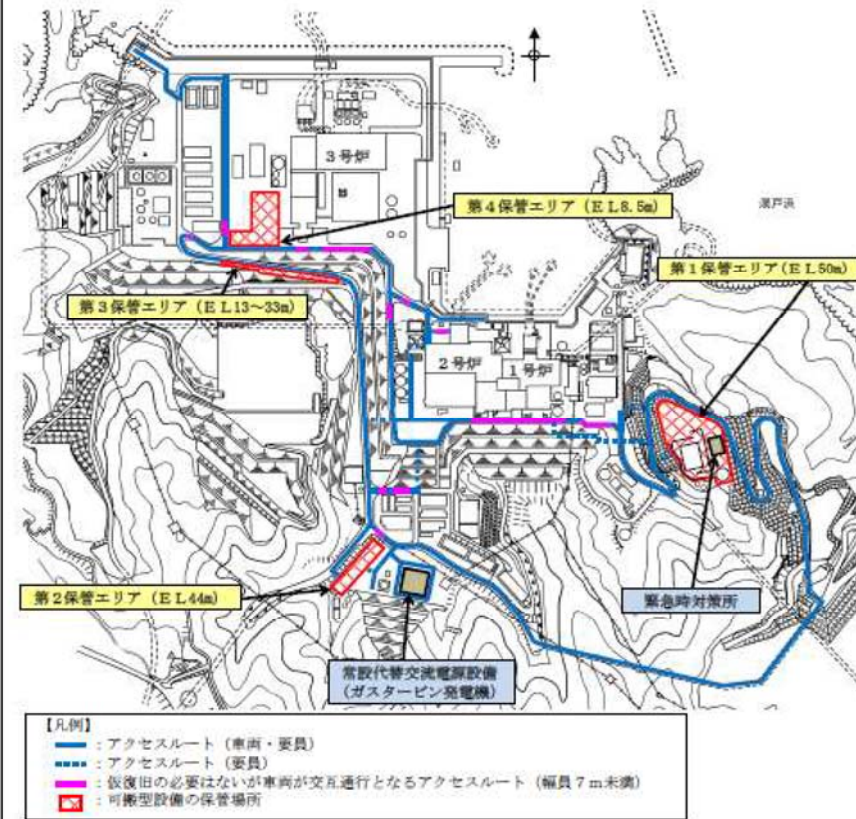 3号炉
第4保管エリア(EL8.5m)
第1保管エリア(EL50m)
第3保管エリア(EL13~33m)
2号炉
1号炉
第2保管エリア(EL44m)
緊急時対策所
常設代替交流電源設備
(ガスタービン発電機)
【凡例】
:アクセスルート(車両・要員)
:アクセスルート(要員)
:仮復旧の必要はないが車両が交互通行となるアクセスルート(幅員7m未満)
:可搬型設備の保管場所